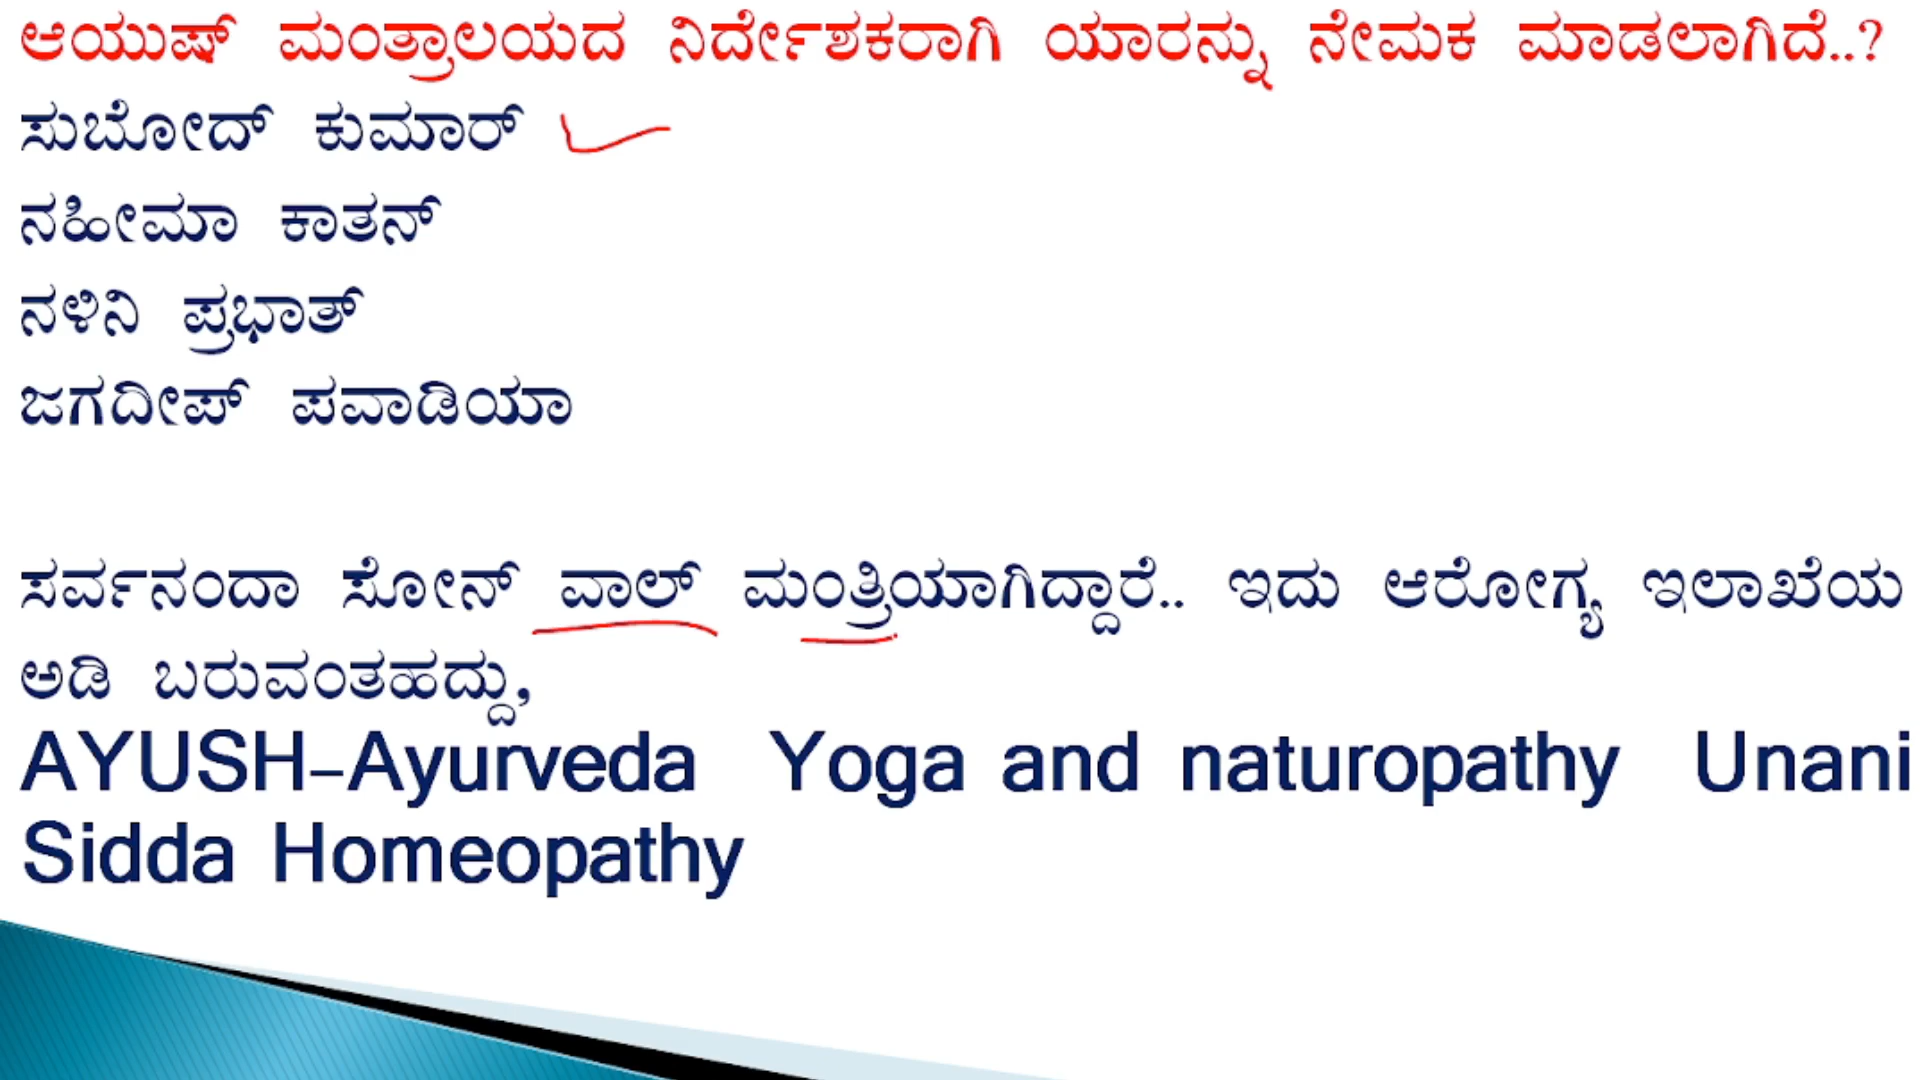 ಆಯುಷ್ ಮಂತ್ರಾಲಯದ ನಿರ್ದೇಶಕರಾಗಿ ಯಾರನ್ನು ನೇಮಕ ಮಾಡಲಾಗಿದೆ..?
ಸುಬೋದ್ ಕುಮಾರ್
ನಹೀಮಾ ಕಾತನ್
ನಳಿನಿ ಪ್ರಭಾತ್
ಜಗದೀಪ್ ಪವಾಡಿಯಾ
ಸರ್ವನಂದಾ ಸೋನ್ ವಾಲ್ ಮಂತ್ರಿಯಾಗಿದ್ದಾರೆ.. ಇದು ಆರೋಗ್ಯ ಇಲಾಖೆಯ
ಅಡಿ ಬರುವಂತಹದ್ದು,
AYUSH-Ayurveda Yoga and naturopathy Unani
Sidda Homeopathy